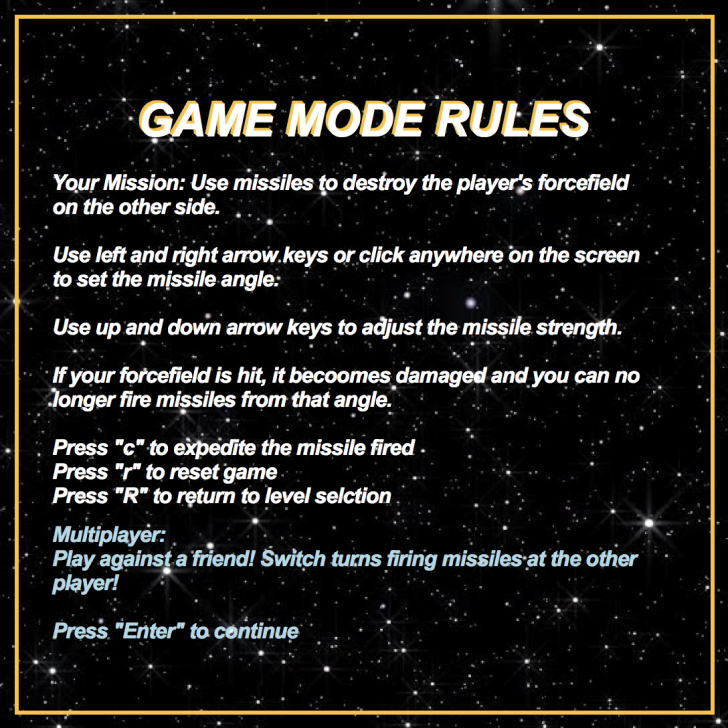 GAME MODE RULES
Your Mission: Use missiles to destroy the player's forcefield
on the other side.
Use left and right arrow keys or click anywhere on the screen
to set the missile angle.
Use up and down arrow keys to adjust the missile strength.
If your forcefield is hit, it becoomes damaged and you can no
longer fire missiles from that angle.
Press "c" to expedite the missile fired
Press "r" to reset game
Press "R" to return to level selction
Multiplayer:
Play against a friend! Switch turns firing missiles at the other
player!
Press "Enter" to continue